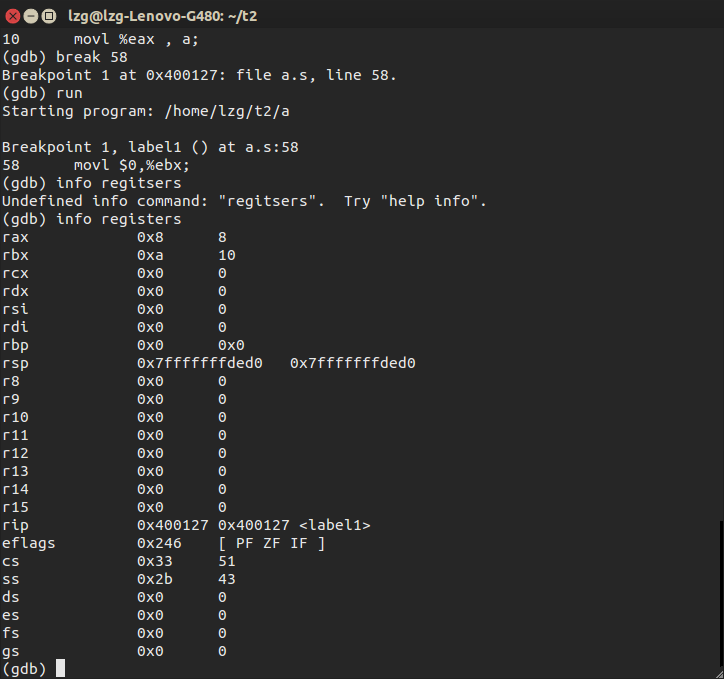 lzg@lzg-Lenovo-G480: ~/t2
10      movl %eax , a;
(gdb) break 58
Breakpoint 1 at 0x400127: file a.s, line 58.
(gdb) run
Starting program: /home/lzg/t2/a
Breakpoint 1, label1 () at a.s:58
58      movl $0,%ebx;
(gdb) info regitsers
Undefined info command: "regitsers".  Try "help info".
(gdb) info registers
rax            0x8      8
rbx            0xa      10
rcx            0x0      0
rdx            0x0      0
rsi            0x0      0
rdi            0x0      0
rbp            0x0      0x0
rsp            0x7fffffffded0   0x7fffffffded0
r8             0x0      0
r9             0x0      0
r10            0x0      0
r11            0x0      0
r12            0x0      0
r13            0x0      0
r14            0x0      0
r15            0x0      0
rip            0x400127 0x400127 <label1>
eflags         0x246    [ PF ZF IF ]
cs             0x33     51
ss             0x2b     43
ds             0x0      0
es             0x0      0
fs             0x0      0
gs             0x0      0
(gdb)